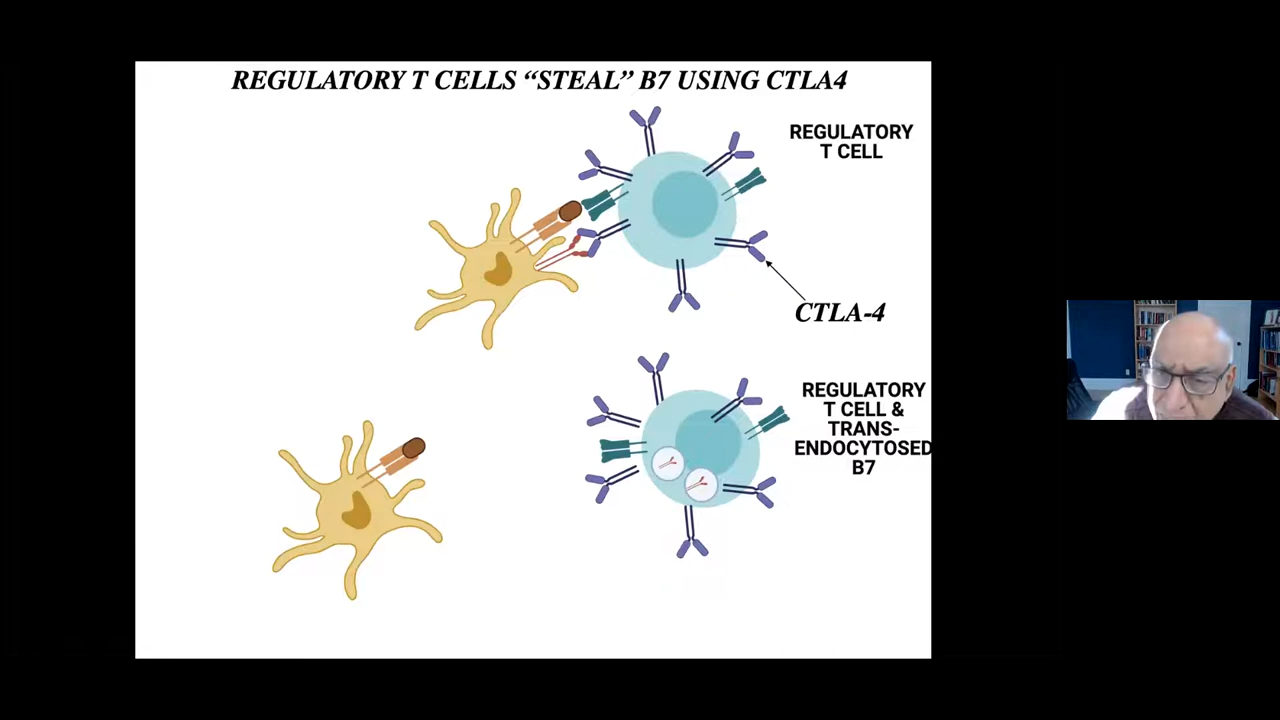 REGULATORY T CELLS “STEAL” B7 USING CTLA4
REGULATORY
T CELL
CTLA-4
REGULATORY
T CELL &
TRANS-
ENDOCYTOSED
B7